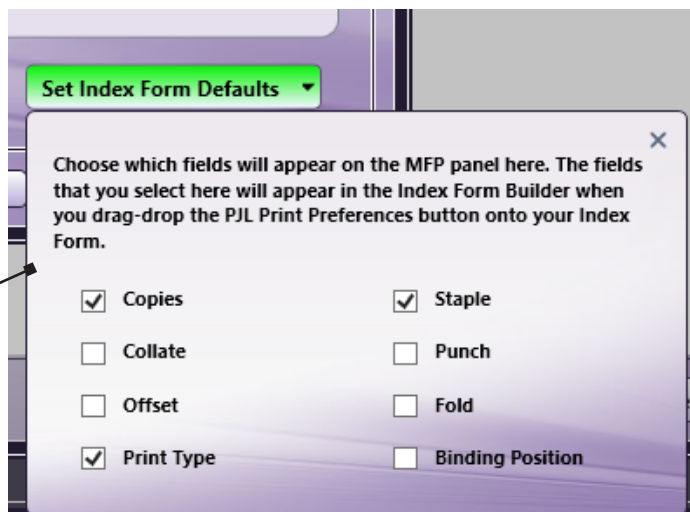 Set Index Form Defaults
Choose which fields will appear on the MFP panel here. The fields
that you select here will appear in the Index Form Builder when
you drag-drop the PJL Print Preferences button onto your Index
Form.
Copies
Staple
Collate
Punch
Offset
Fold
Print Type
Binding Position